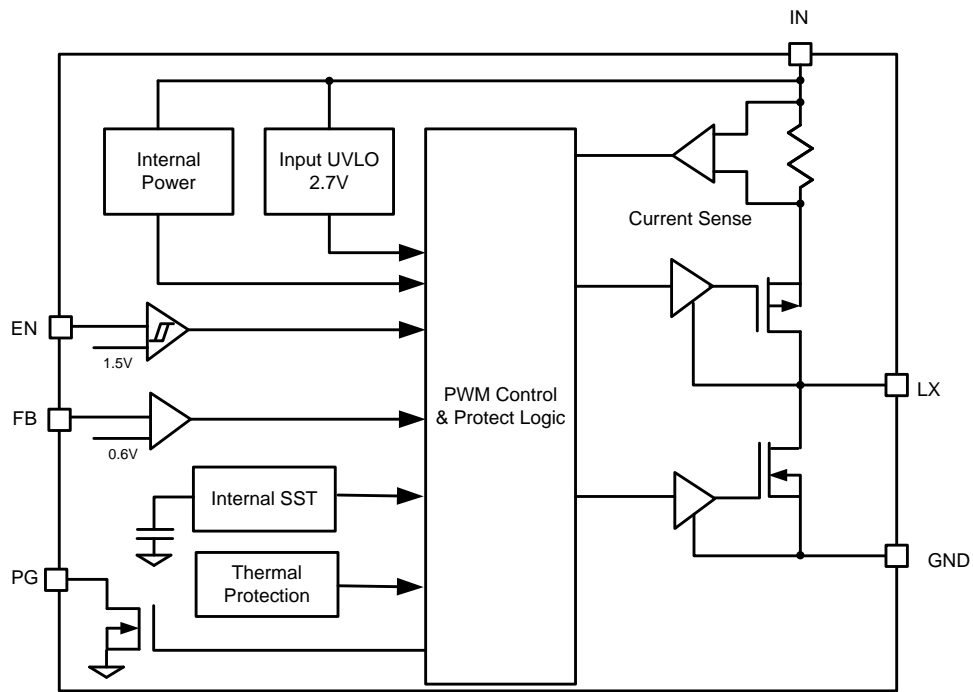 IN
Internal
Power
Input UVLO
2.7V
Current Sense
EN
1.5V
PWM Control
& Protect Logic
LX
FB
0.6V
Internal SST
Thermal
Protection
PG
GND